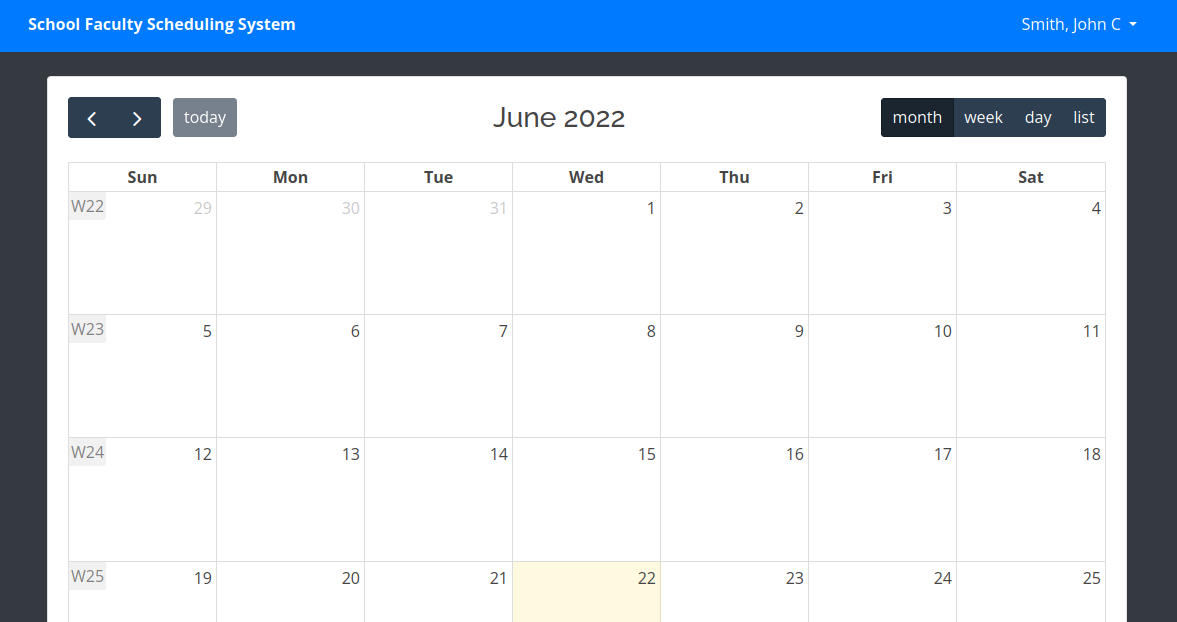 School Faculty Scheduling System Smith, John C
today June 2022 month week day list
Sun Mon Tue Wed Thu Fri Sat
W22 29 30 31 1 2 3 4
W23 5 6 7 8 9 10 11
W24 12 13 14 15 16 17 18
W25 19 20 21 22 23 24 25